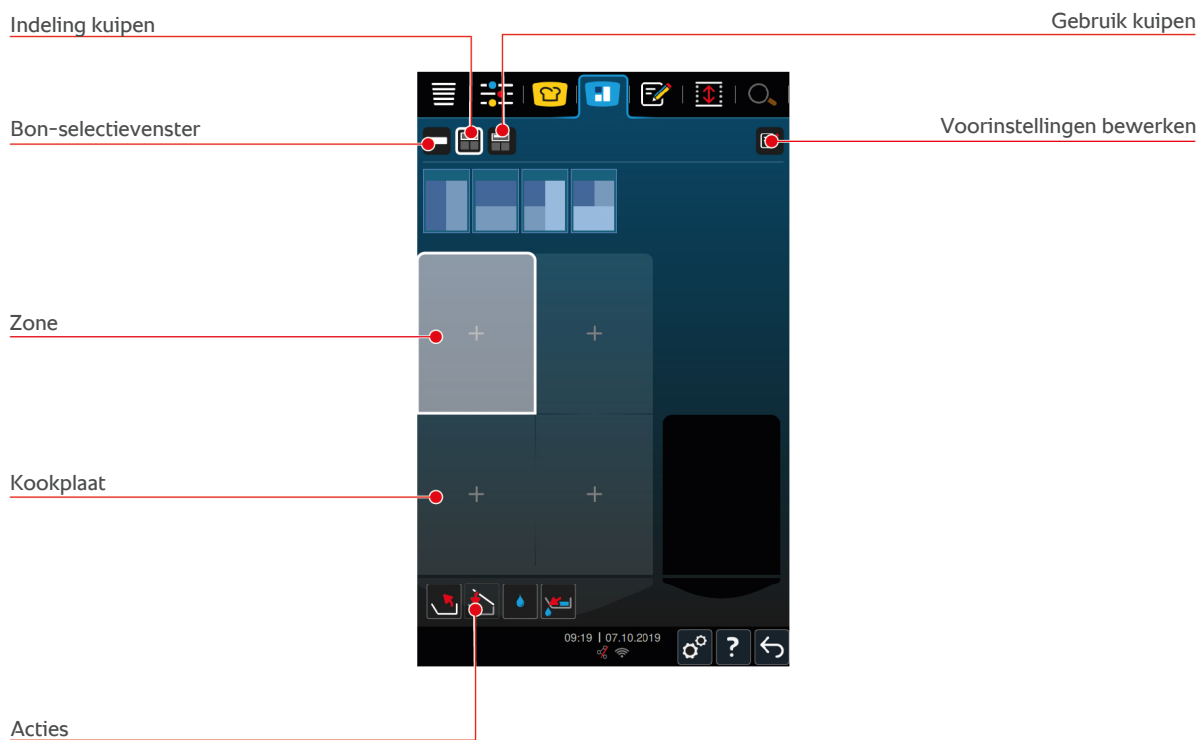 Indeling kuipen
Gebruik kuipen
Bon-selectievenster
Voorinstellingen bewerken
Zone
Kookplaat
09:19 | 07.10.2019
?
Acties